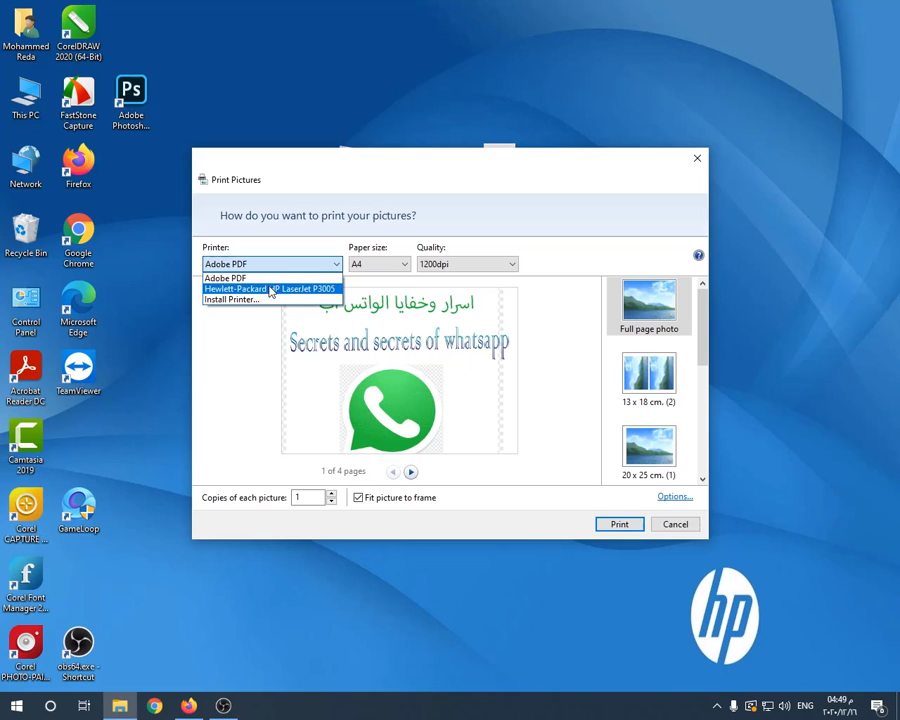 Mohammed
Reda
CorelDRAW
2020 (64-Bit)
This PC
FastStone
Capture
Ps
Adobe
Photosh...
Network
Firefox
Recycle Bin
Google
Chrome
Control
Panel
Microsoft
Edge
Acrobat
Reader DC
TeamViewer
Camtasia
2019
Corel
CAPTURE ...
GameLoop
Corel Font
Manager 2...
Corel
PHOTO-PAI...
obs64.exe -
Shortcut
Print Pictures
How do you want to print your pictures?
Printer:
Paper size:
Quality:
Adobe PDF
A4
1200dpi
Adobe PDF
Hewlett-Packard HP LaserJet P3005
Install Printer...
اسرار وخفايا الواتس اب
Secrets and secrets of whatsapp
1 of 4 pages
Full page photo
13 x 18 cm. (2)
20 x 25 cm. (1)
Copies of each picture:
1
Fit picture to frame
Options...
Print
Cancel
hp
ENG
04:49 م
٢٠٢٠/١٢/١٦